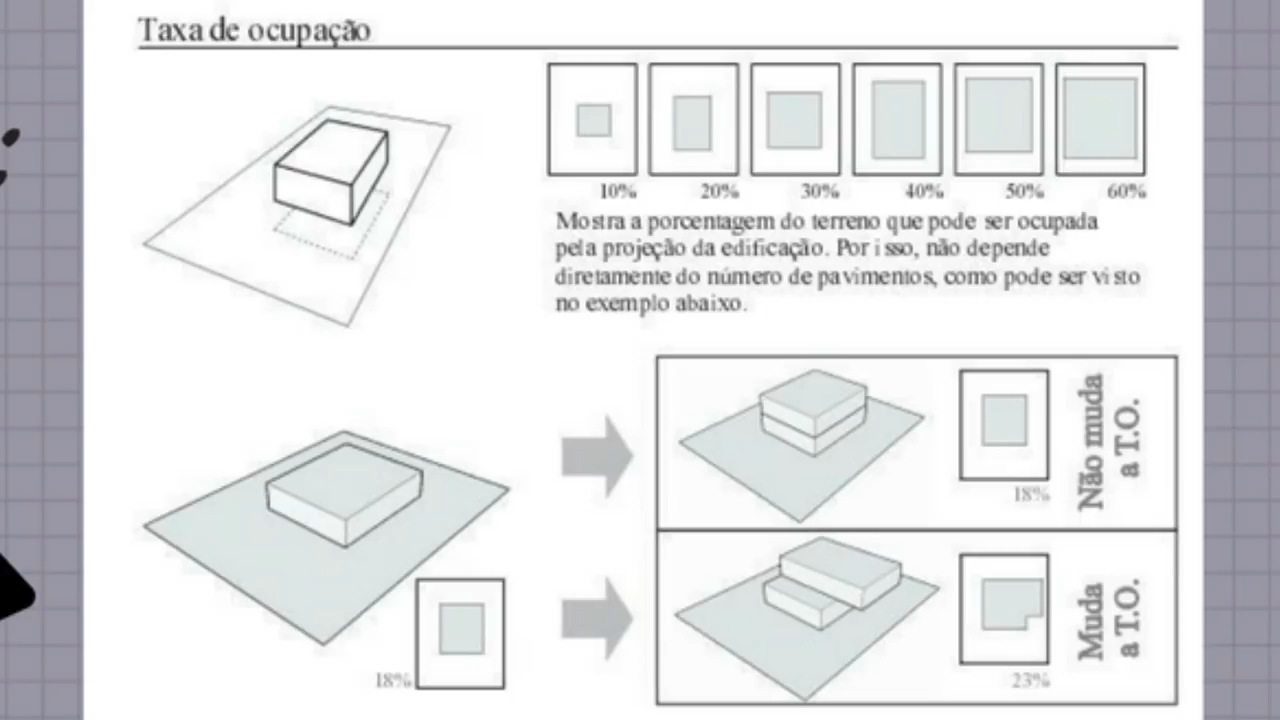 Taxa de ocupação
10% 20% 30% 40% 50% 60%
Mostra a porcentagem do terreno que pode ser ocupada
pela projeção da edificação. Por isso, não depende
diretamente do número de pavimentos, como pode ser visto
no exemplo abaixo.
18%
Não muda
a T.O.
18%
Muda
a T.O.
23%